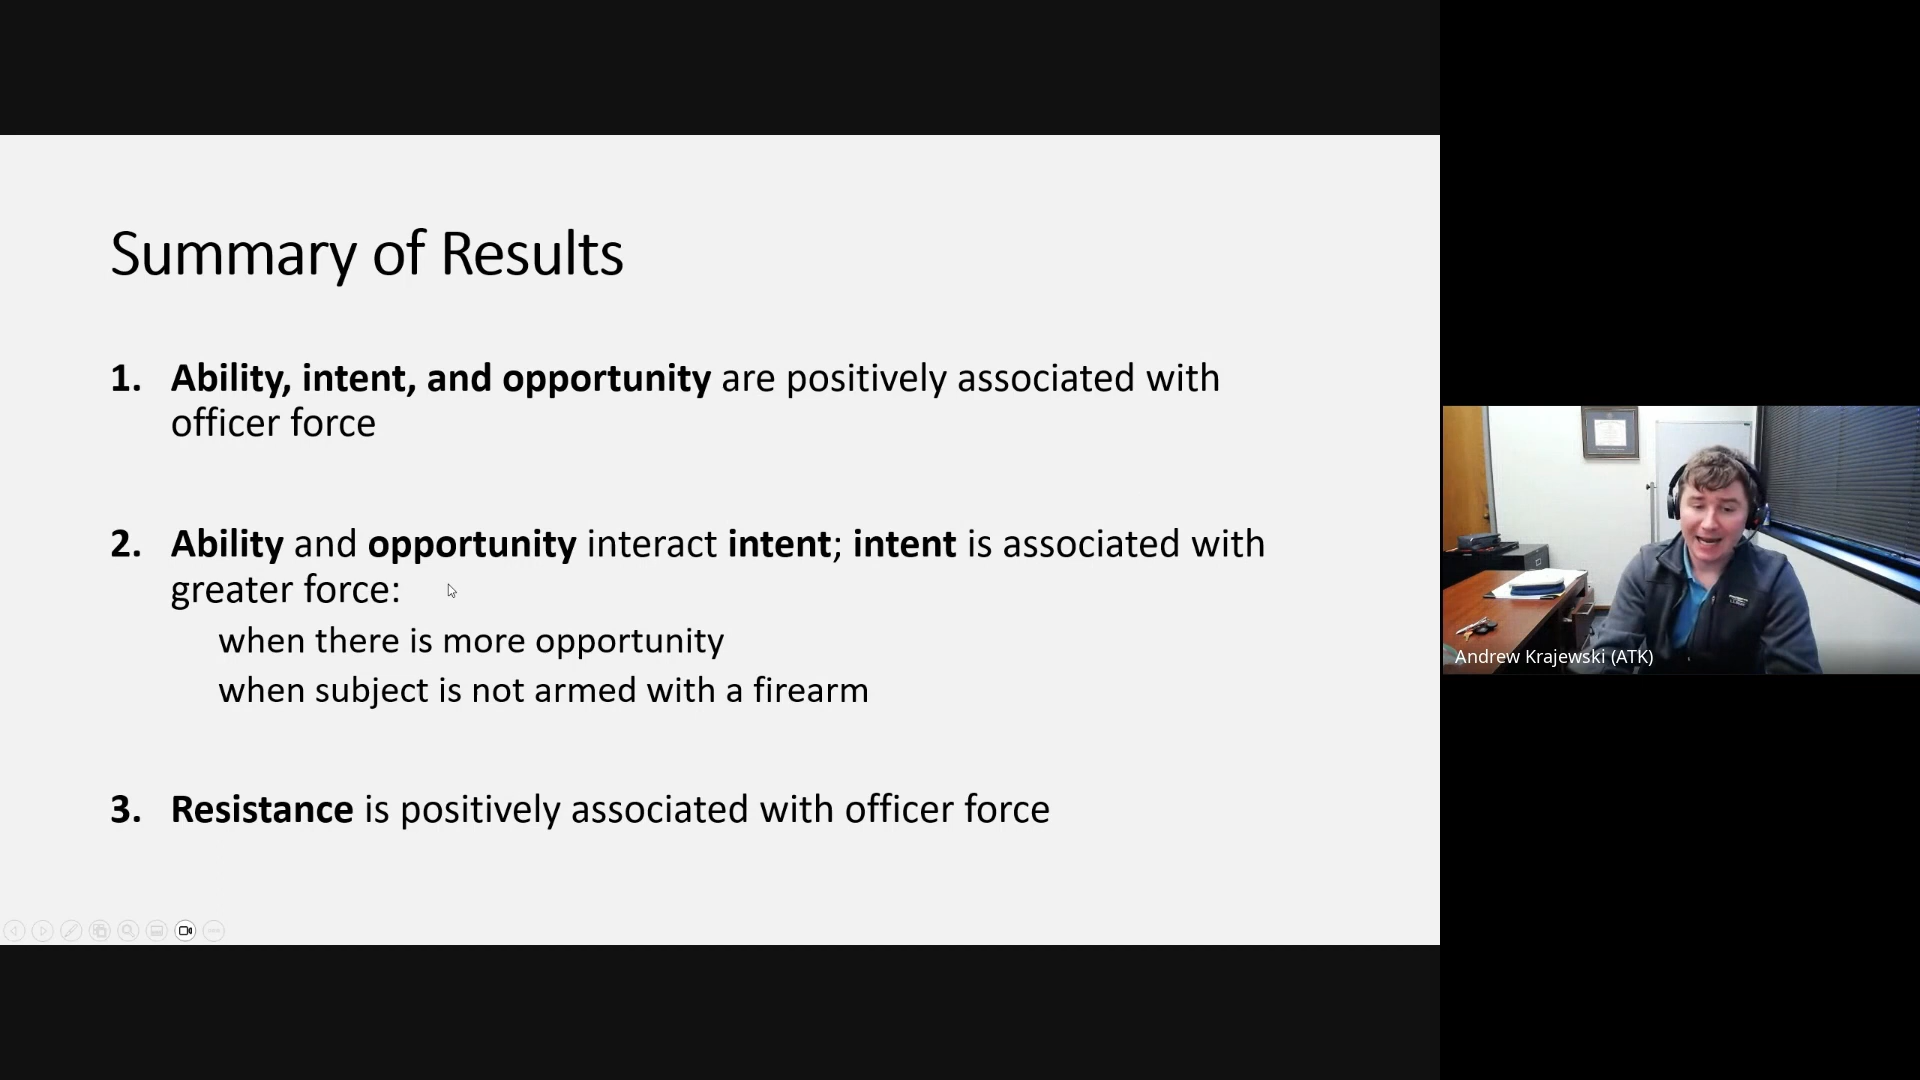 Summary of Results
1. Ability, intent, and opportunity are positively associated with
officer force
2. Ability and opportunity interact intent; intent is associated with
greater force:
when there is more opportunity
when subject is not armed with a firearm
3. Resistance is positively associated with officer force
Andrew Krajewski (ATK)